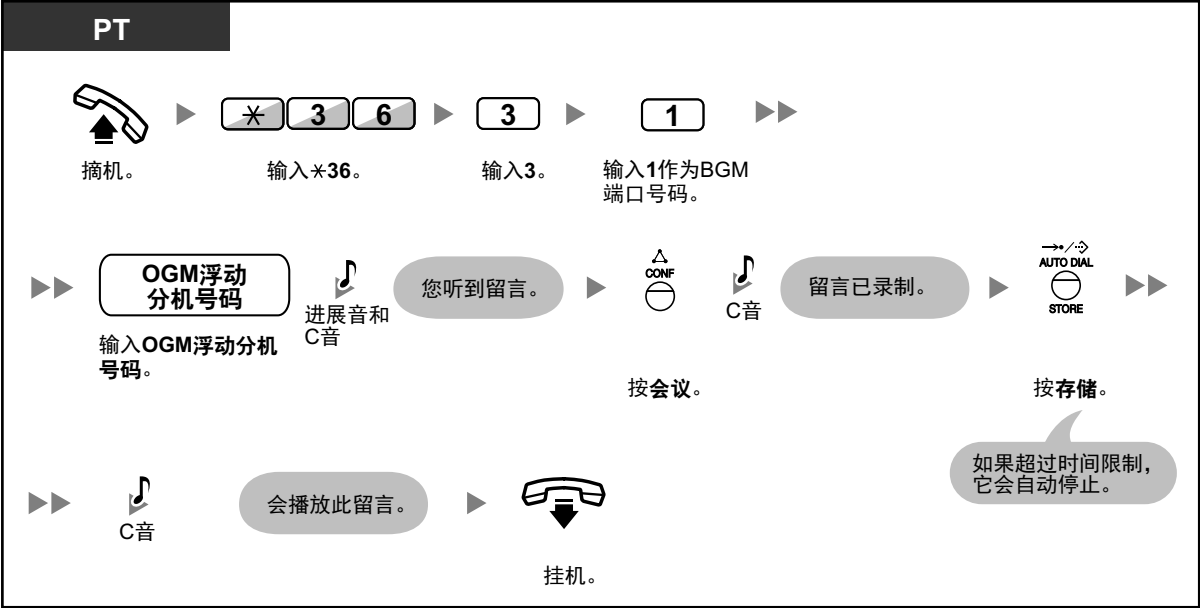 PT
✳ 3 6
3
1
摘机。
输入✳36。
输入3。
输入1作为BGM
端口号码。
OGM浮动
分机号码
输入OGM浮动分机
号码。
进展音和
C音
您听到留言。
CONF
按会议。
C音
留言已录制。
AUTO DIAL
STORE
按存储。
如果超过时间限制，
它会自动停止。
C音
会播放此留言。
挂机。